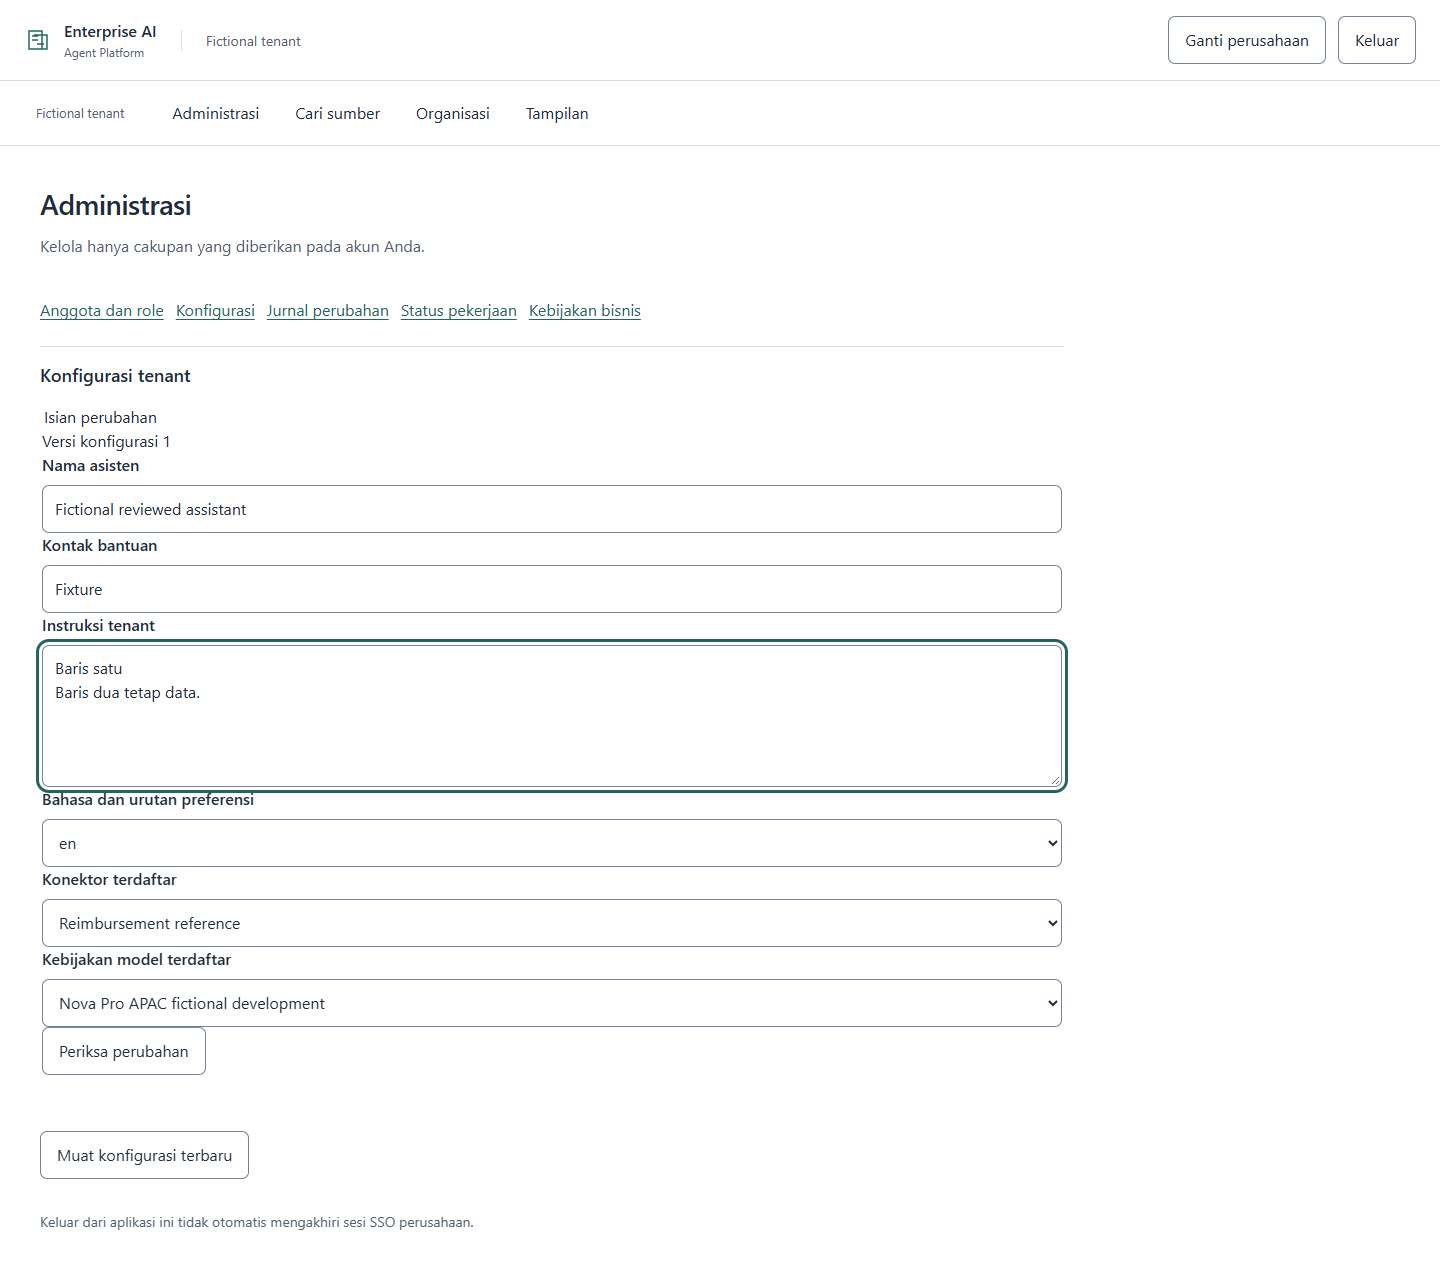 Enterprise AI
Agent Platform
Fictional tenant
Ganti perusahaan
Keluar
Fictional tenant
Administrasi
Cari sumber
Organisasi
Tampilan
Administrasi
Kelola hanya cakupan yang diberikan pada akun Anda.
Anggota dan role
Konfigurasi
Jurnal perubahan
Status pekerjaan
Kebijakan bisnis
Konfigurasi tenant
Isian perubahan
Versi konfigurasi 1
Nama asisten
Fictional reviewed assistant
Kontak bantuan
Fixture
Instruksi tenant
Baris satu
Baris dua tetap data.
Bahasa dan urutan preferensi
en
Konektor terdaftar
Reimbursement reference
Kebijakan model terdaftar
Nova Pro APAC fictional development
Periksa perubahan
Muat konfigurasi terbaru
Keluar dari aplikasi ini tidak otomatis mengakhiri sesi SSO perusahaan.